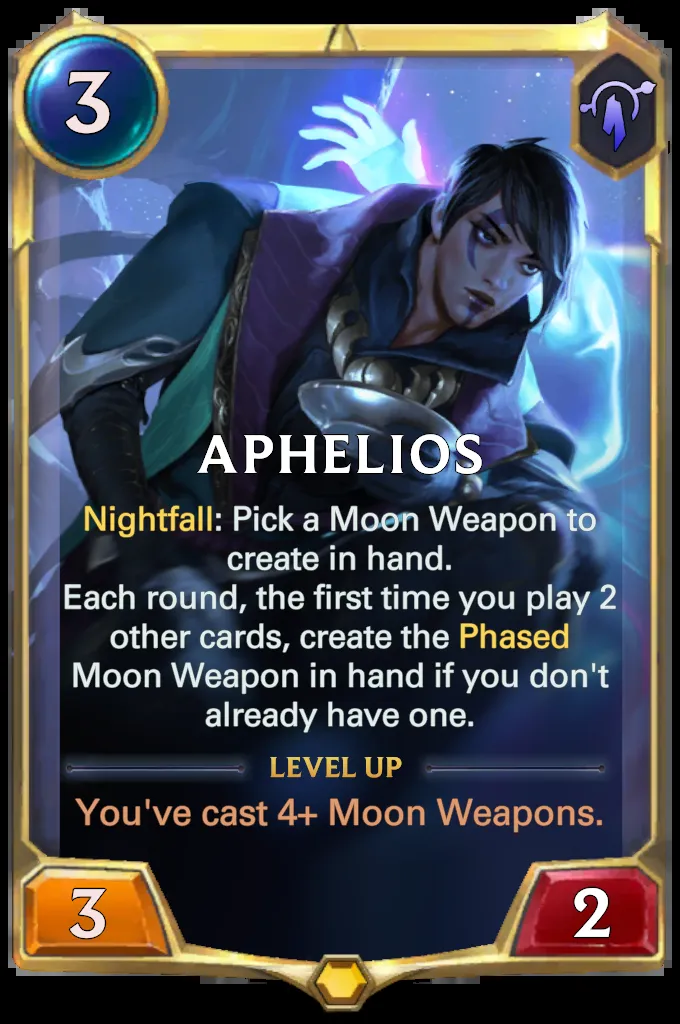 3
APHELIOS
Nightfall: Pick a Moon Weapon to
create in hand.
Each round, the first time you play 2
other cards, create the Phased
Moon Weapon in hand if you don't
already have one.
LEVEL UP
You've cast 4+ Moon Weapons.
3
2